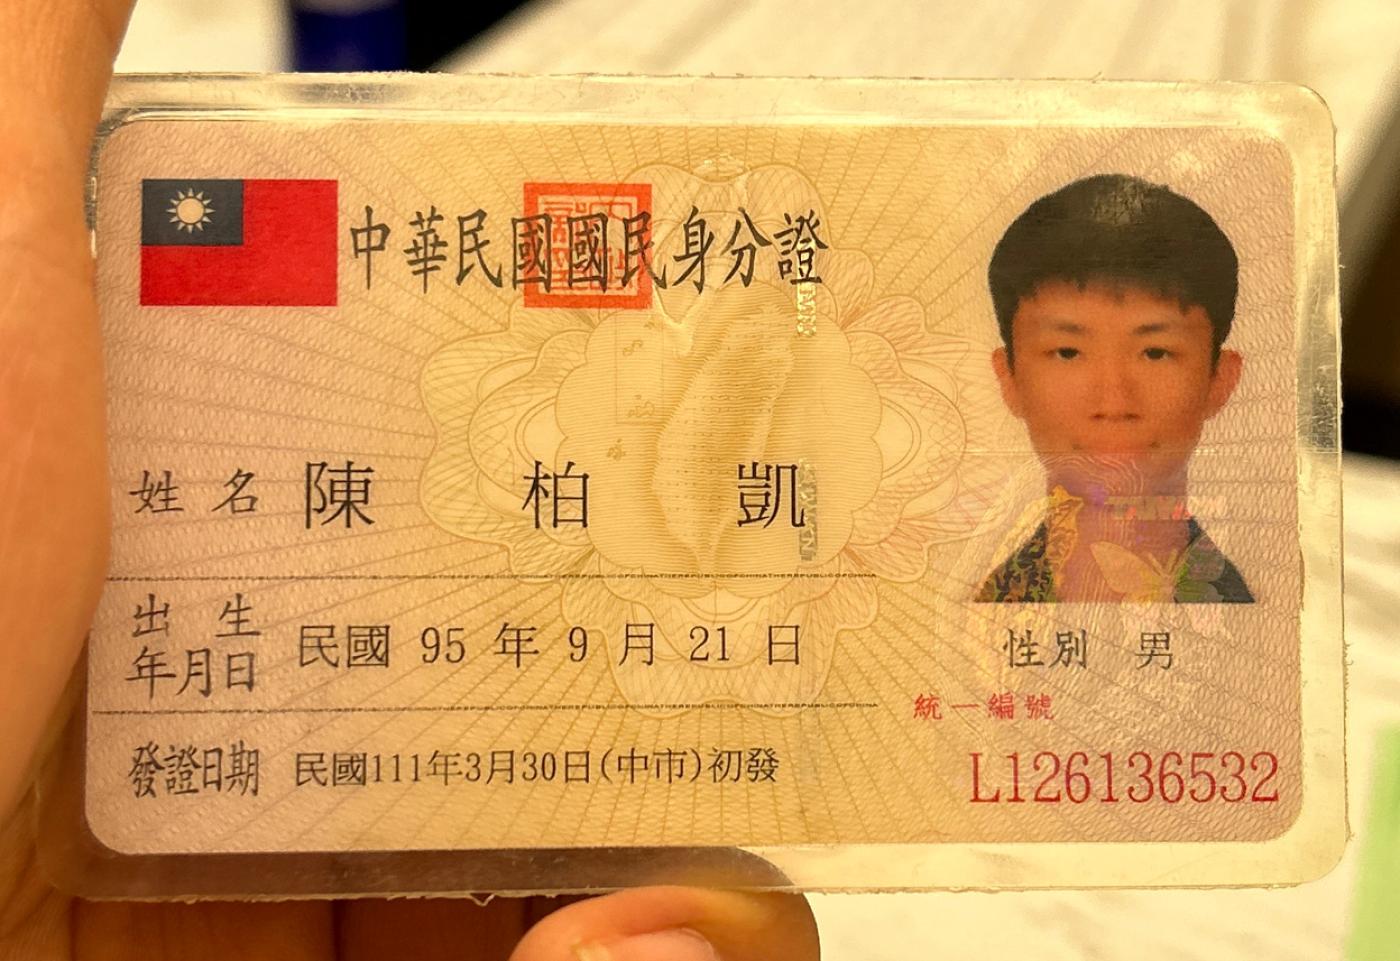 中華民國國民身分證
姓名 陳柏凱
出生年月日 民國 95 年 9 月 21 日
性別 男
統一編號
發證日期 民國111年3月30日(中市)初發
L126136532